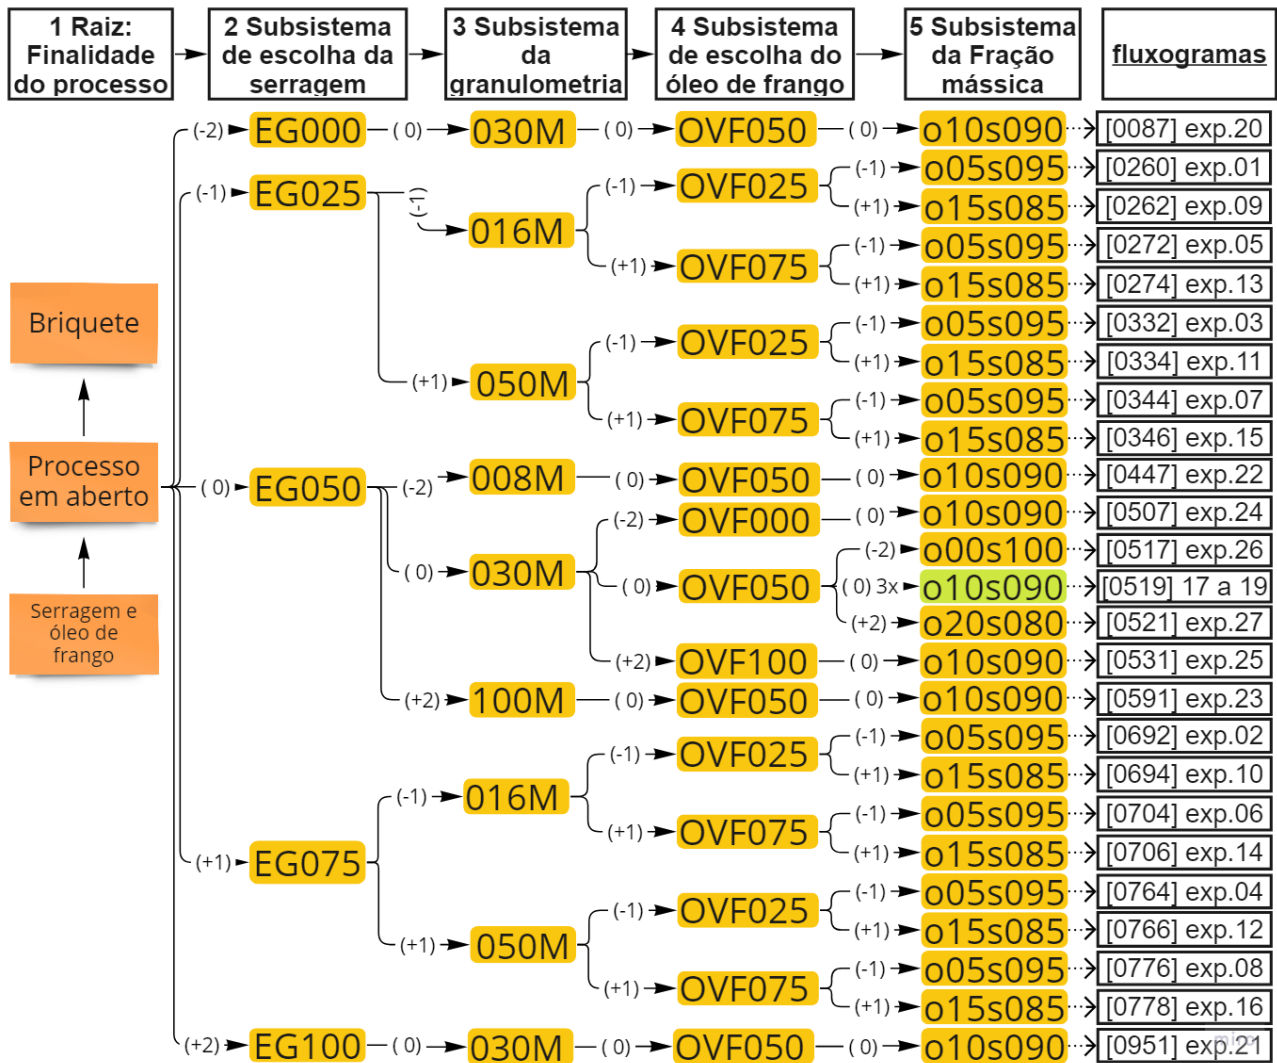 1 Raiz:
Finalidade
do processo
2 Subsistema
de escolha da
serragem
3 Subsistema
da
granulometria
4 Subsistema
de escolha do
óleo de frango
5 Subsistema
da Fração
mássica
fluxogramas
(-2) EG000 ( 0) 030M ( 0) OVF050 ( 0) o10s090 [0087] exp.20
(-1) EG025 (-1) 016M (-1) OVF025 (-1) o05s095 [0260] exp.01
(+1) o15s085 [0262] exp.09
(+1) OVF075 (-1) o05s095 [0272] exp.05
(+1) o15s085 [0274] exp.13
(+1) 050M (-1) OVF025 (-1) o05s095 [0332] exp.03
(+1) o15s085 [0334] exp.11
(+1) OVF075 (-1) o05s095 [0344] exp.07
(+1) o15s085 [0346] exp.15
Briquete
Processo
em aberto
Serragem e
óleo de
frango
( 0) EG050 (-2) 008M ( 0) OVF050 ( 0) o10s090 [0447] exp.22
( 0) 030M (-2) OVF000 ( 0) o10s090 [0507] exp.24
( 0) OVF050 (-2) o00s100 [0517] exp.26
( 0) 3x o10s090 [0519] 17 a 19
(+2) o20s080 [0521] exp.27
(+2) OVF100 ( 0) o10s090 [0531] exp.25
(+2) 100M ( 0) OVF050 ( 0) o10s090 [0591] exp.23
(+1) EG075 (-1) 016M (-1) OVF025 (-1) o05s095 [0692] exp.02
(+1) o15s085 [0694] exp.10
(+1) OVF075 (-1) o05s095 [0704] exp.06
(+1) o15s085 [0706] exp.14
(+1) 050M (-1) OVF025 (-1) o05s095 [0764] exp.04
(+1) o15s085 [0766] exp.12
(+1) OVF075 (-1) o05s095 [0776] exp.08
(+1) o15s085 [0778] exp.16
(+2) EG100 ( 0) 030M ( 0) OVF050 ( 0) o10s090 [0951] exp.21
miro